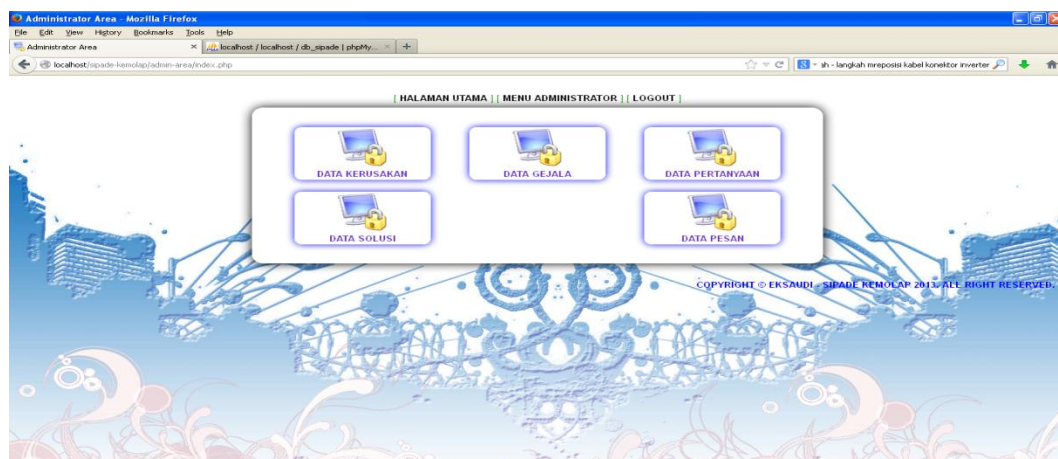 Administrator Area - Mozilla Firefox
File Edit View History Bookmarks Tools Help
Administrator Area
localhost / localhost / db_sipade | phpMy...
localhost/sipade-kemolap/admin-area/index.php
sh - langkah mreposisi kabel konektor inverter
[ HALAMAN UTAMA ] [ MENU ADMINISTRATOR ] [ LOGOUT ]
DATA KERUSAKAN
DATA GEJALA
DATA PERTANYAAN
DATA SOLUSI
DATA PESAN
COPYRIGHT © EKSAUDI - SIPADE KEMOLAP 2013. ALL RIGHT RESERVED.